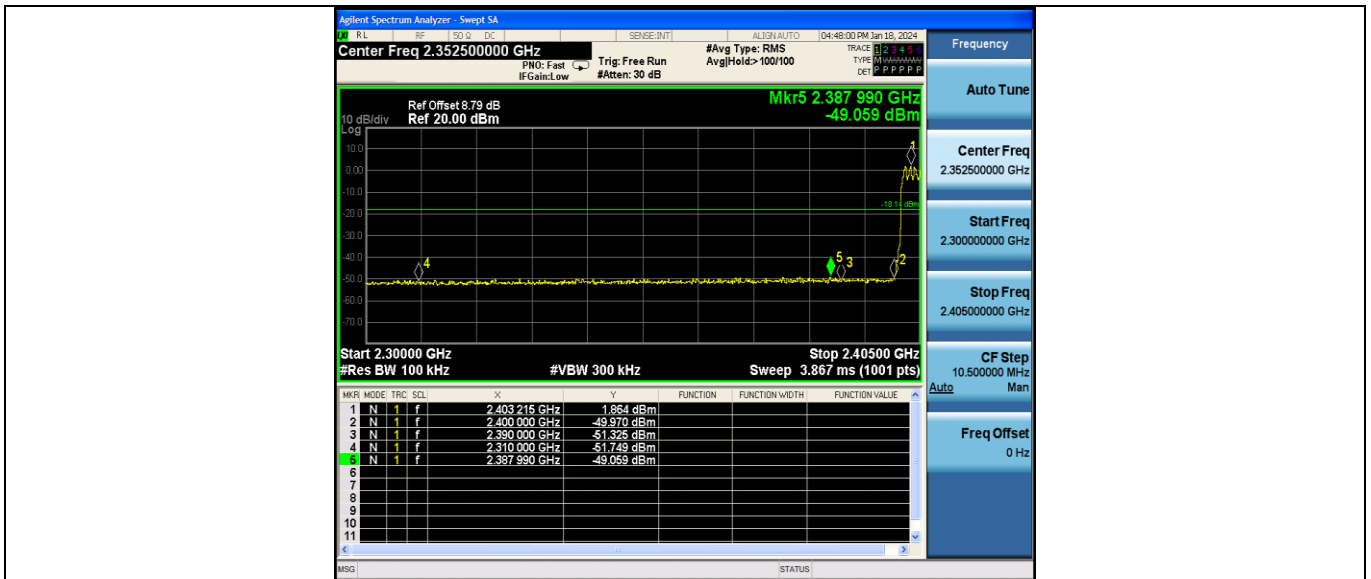 Agilent Spectrum Analyzer - Swept SA
RL RF 50 Ω DC SENSE:INT ALIGN AUTO 04:48:00 PM Jan 18, 2024
Center Freq 2.352500000 GHz
PNO: Fast
IFGain:Low
Trig: Free Run
#Atten: 30 dB
#Avg Type: RMS
Avg|Hold:> 100/100
TRACE 1 2 3 4 5 6
TYPE M
DET P P P P P P
Mkr5 2.387 990 GHz
-49.059 dBm
Ref Offset 8.79 dB
10 dB/div Ref 20.00 dBm
Log
10.0
0.00
-10.0
-20.0
-30.0
-40.0
-50.0
-60.0
-70.0
1
-18.14 dBm
4
5
3
2
Start 2.30000 GHz Stop 2.40500 GHz
#Res BW 100 kHz #VBW 300 kHz Sweep 3.867 ms (1001 pts)
MKR MODE TRC SCL X Y FUNCTION FUNCTION WIDTH FUNCTION VALUE
1 N 1 f 2.403 215 GHz 1.864 dBm
2 N 1 f 2.400 000 GHz -49.970 dBm
3 N 1 f 2.390 000 GHz -51.325 dBm
4 N 1 f 2.310 000 GHz -51.749 dBm
5 N 1 f 2.387 990 GHz -49.059 dBm
6
7
8
9
10
11
MSG STATUS
Frequency
Auto Tune
Center Freq
2.352500000 GHz
Start Freq
2.300000000 GHz
Stop Freq
2.405000000 GHz
CF Step
10.500000 MHz
Auto Man
Freq Offset
0 Hz